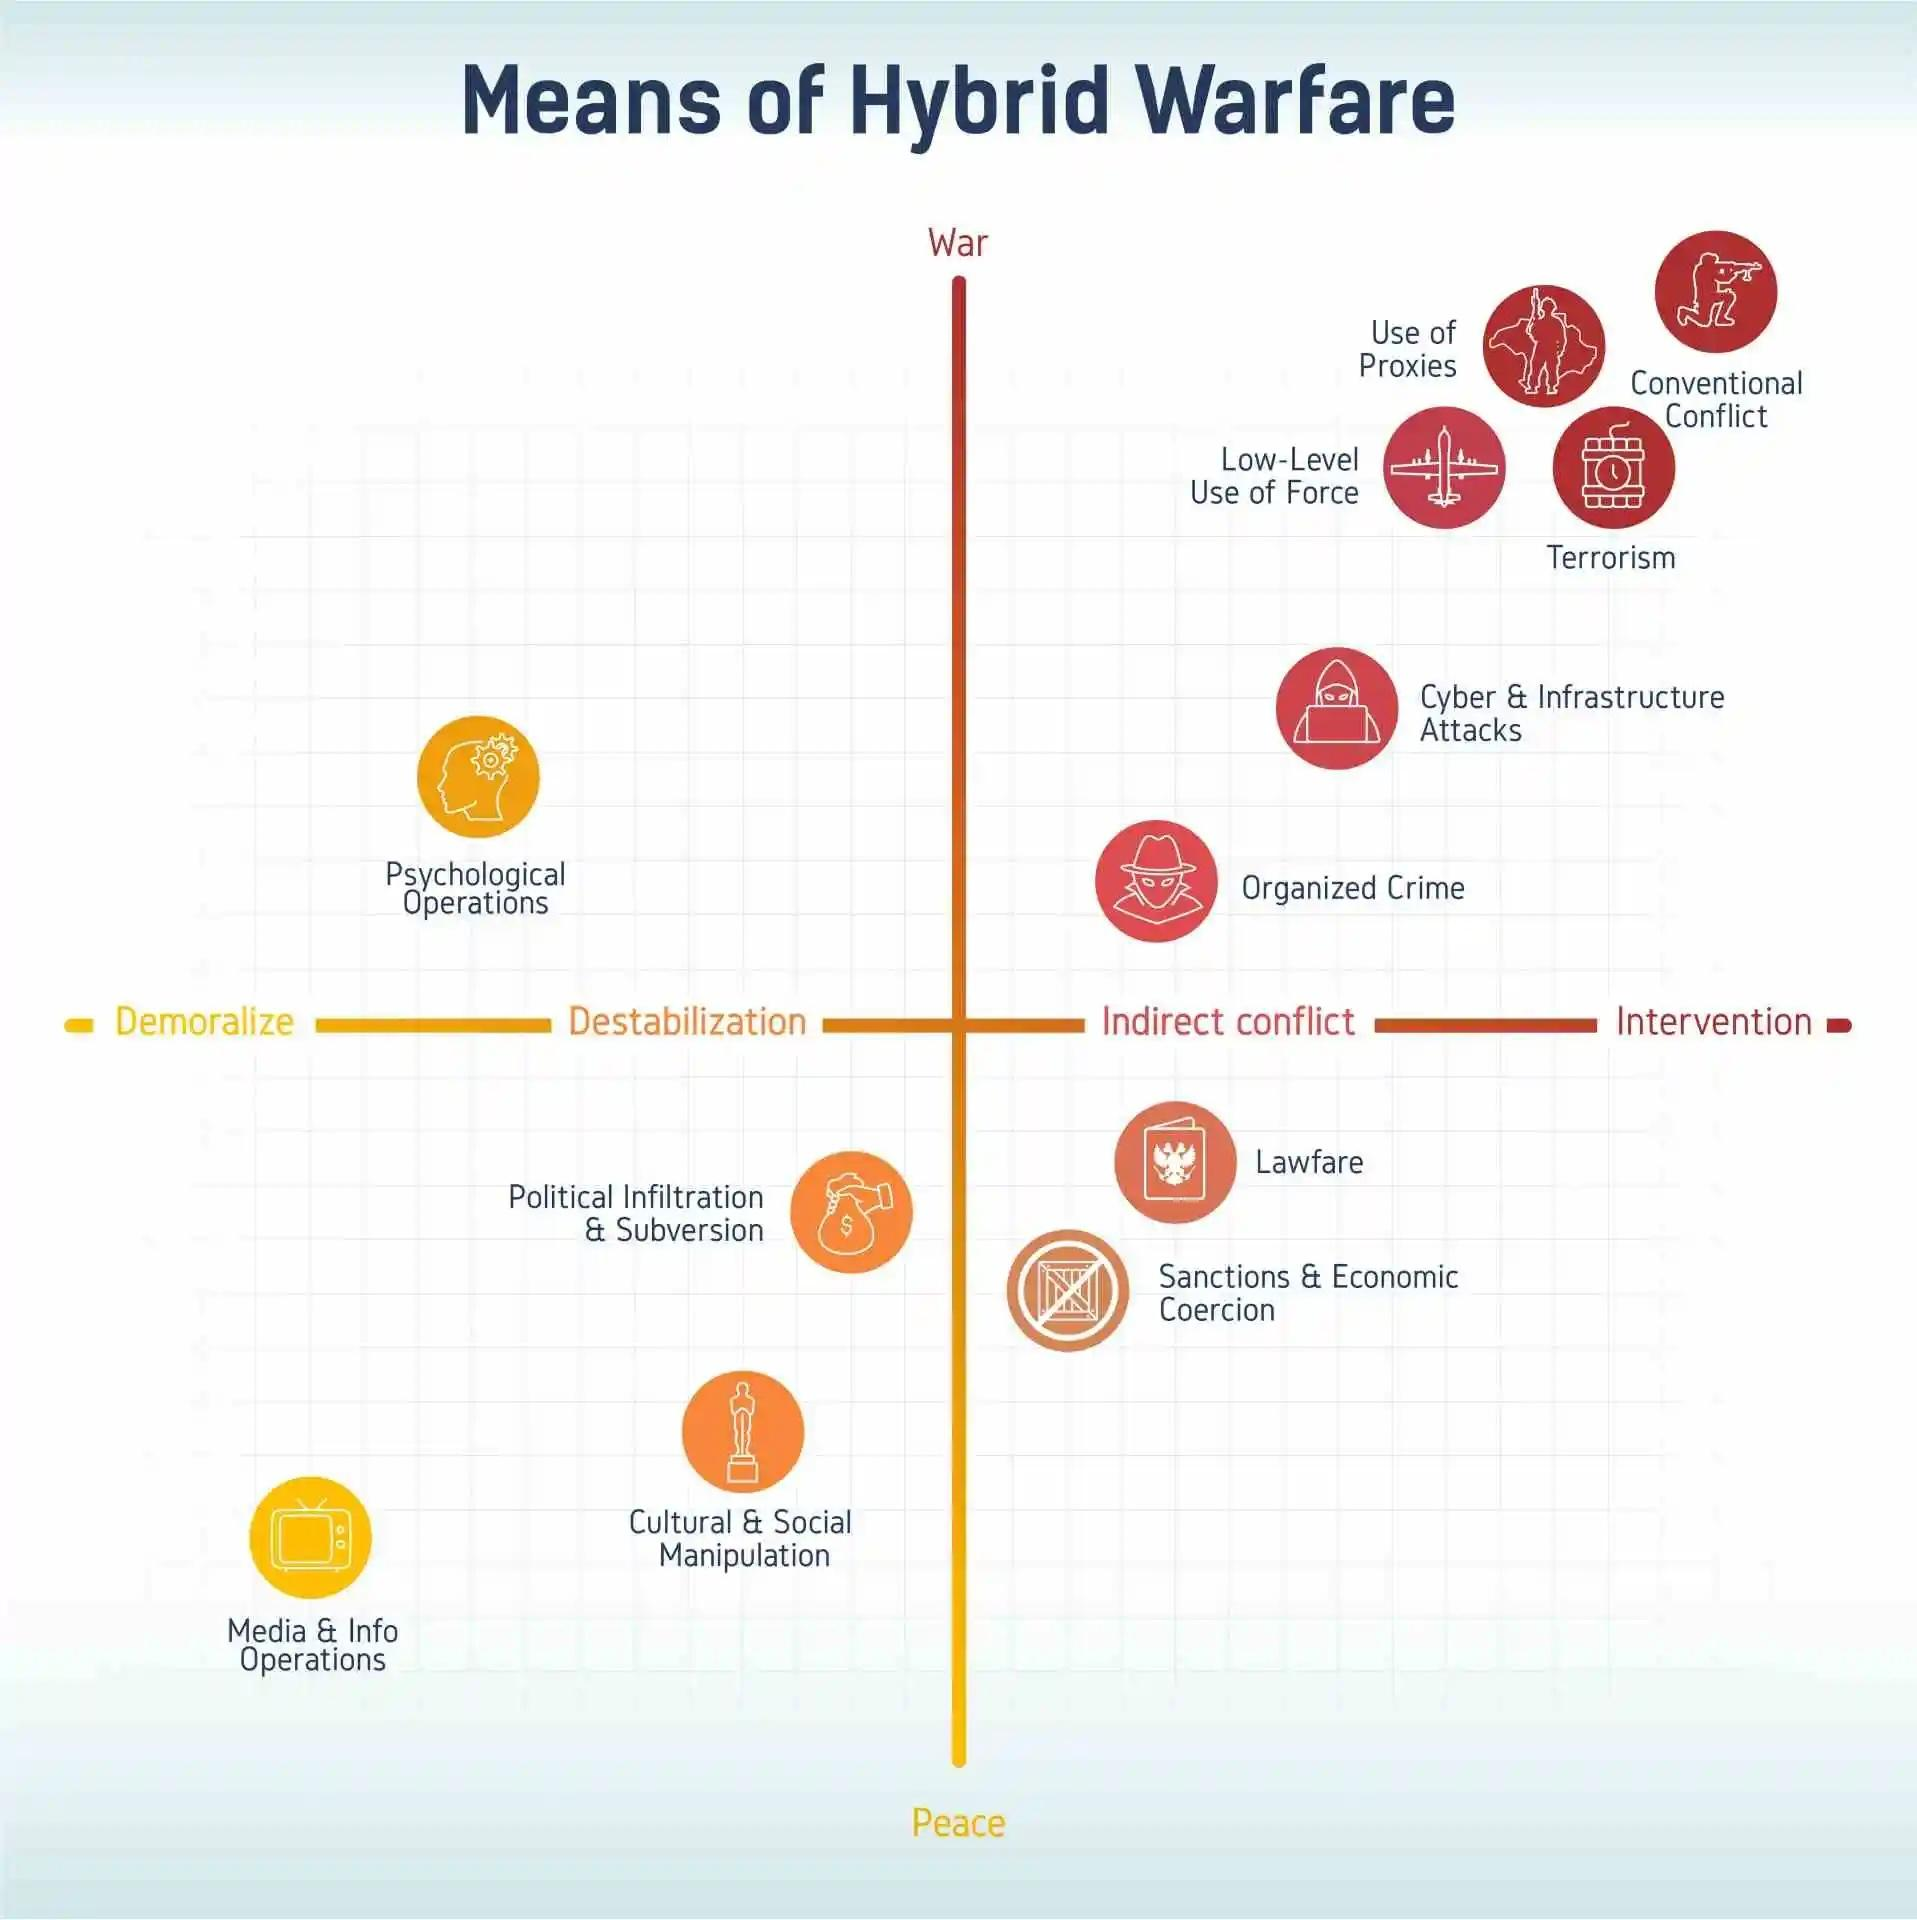 Means of Hybrid Warfare
War
Use of
Proxies
Conventional
Conflict
Low-Level
Use of Force
Terrorism
Cyber & Infrastructure
Attacks
Psychological
Operations
Organized Crime
Demoralize
Destabilization
Indirect conflict
Intervention
Lawfare
Political Infiltration
& Subversion
$
Sanctions & Economic
Coercion
Cultural & Social
Manipulation
Media & Info
Operations
Peace